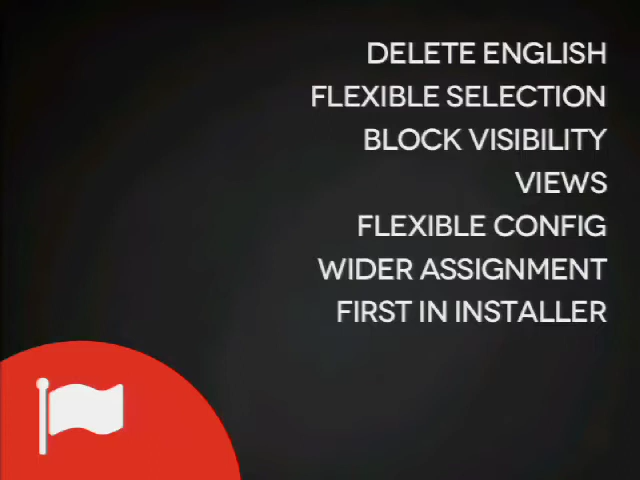 DELETE ENGLISH
FLEXIBLE SELECTION
BLOCK VISIBILITY
VIEWS
FLEXIBLE CONFIG
WIDER ASSIGNMENT
FIRST IN INSTALLER